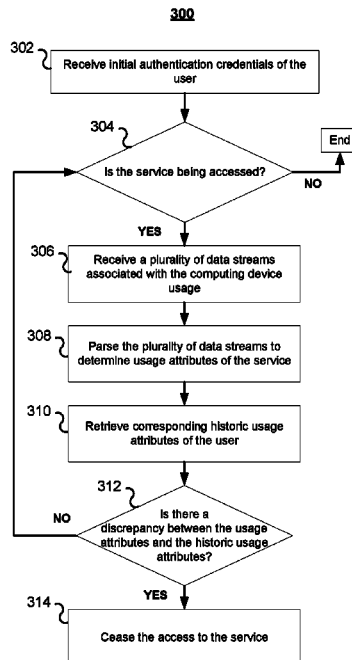 300
302
Receive initial authentication credentials of the
user
304
Is the service being accessed?
End
NO
YES
306
Receive a plurality of data streams
associated with the computing device
usage
308
Parse the plurality of data streams to
determine usage attributes of the service
310
Retrieve corresponding historic usage
attributes of the user
312
NO
Is there a
discrepancy between the usage
attributes and the historic usage
attributes?
YES
314
Cease the access to the service